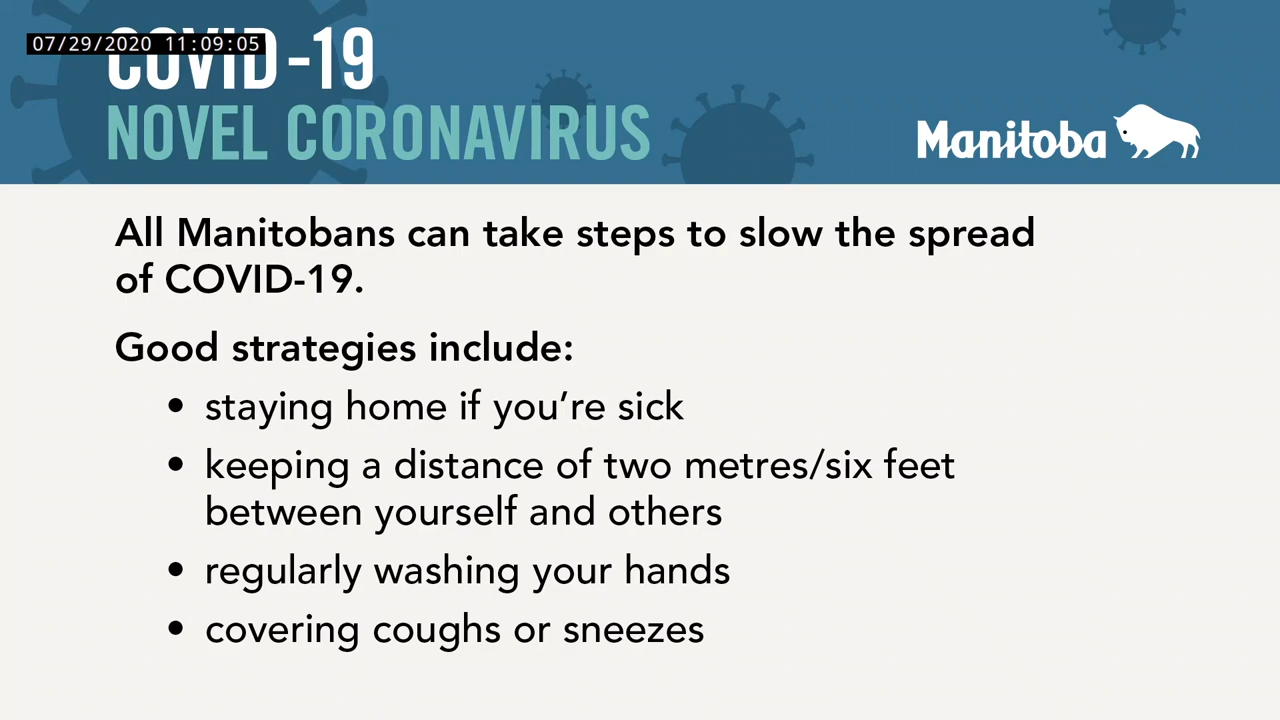 07/29/2020 11:09:05
COVID-19
NOVEL CORONAVIRUS
Manitoba
All Manitobans can take steps to slow the spread
of COVID-19.
Good strategies include:
• staying home if you’re sick
• keeping a distance of two metres/six feet
between yourself and others
• regularly washing your hands
• covering coughs or sneezes